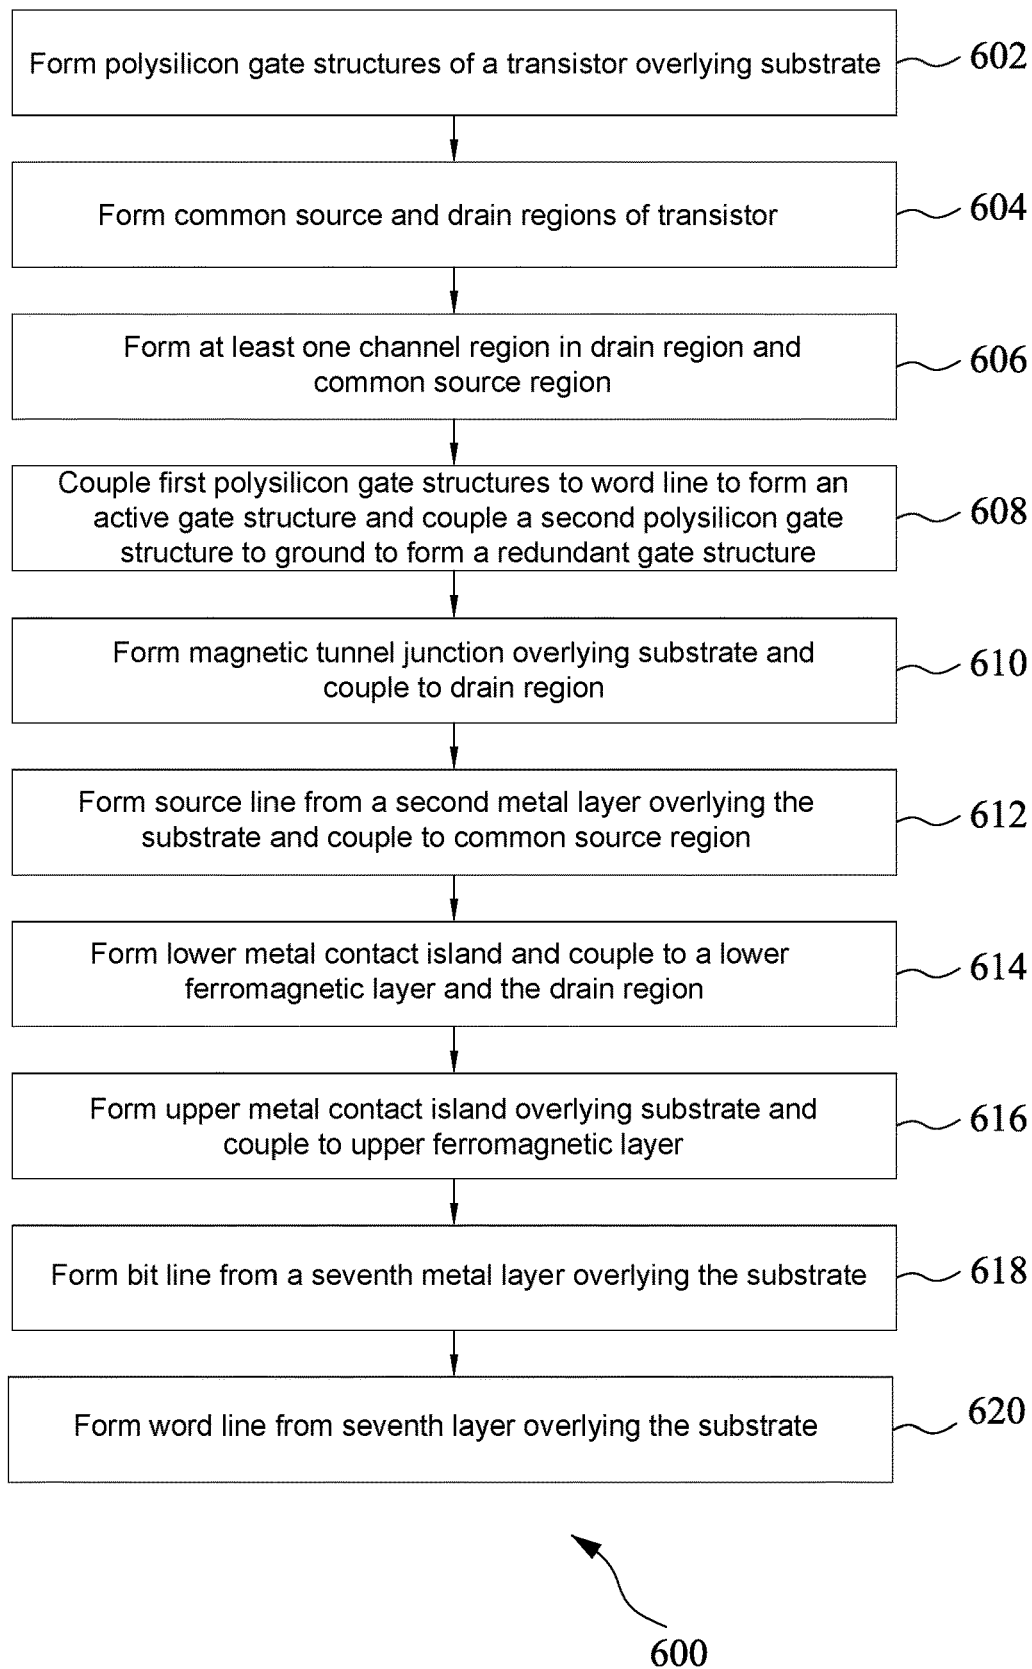 Form polysilicon gate structures of a transistor overlying substrate
602
Form common source and drain regions of transistor
604
Form at least one channel region in drain region and
common source region
606
Couple first polysilicon gate structures to word line to form an
active gate structure and couple a second polysilicon gate
structure to ground to form a redundant gate structure
608
Form magnetic tunnel junction overlying substrate and
couple to drain region
610
Form source line from a second metal layer overlying the
substrate and couple to common source region
612
Form lower metal contact island and couple to a lower
ferromagnetic layer and the drain region
614
Form upper metal contact island overlying substrate and
couple to upper ferromagnetic layer
616
Form bit line from a seventh metal layer overlying the substrate
618
Form word line from seventh layer overlying the substrate
620
600